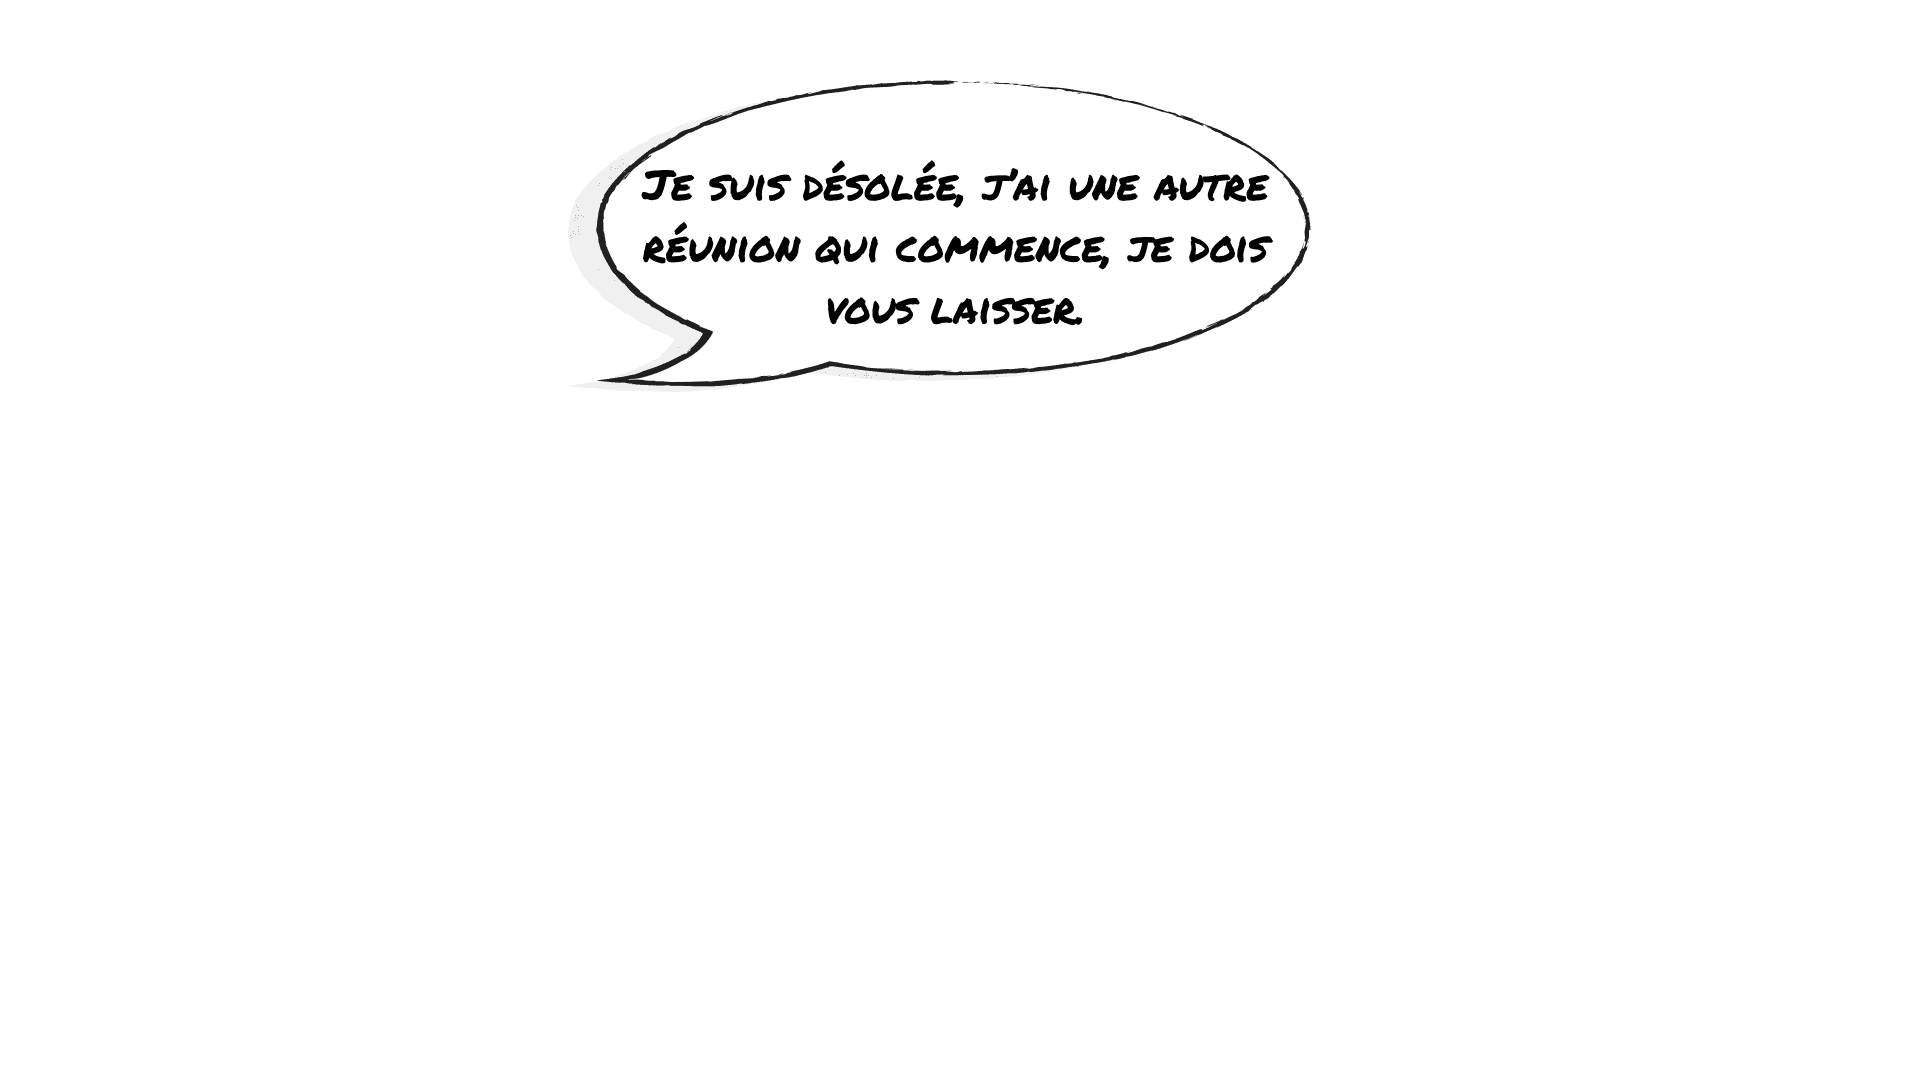 Je suis désolée, j'ai une autre
réunion qui commence, je dois
vous laisser.